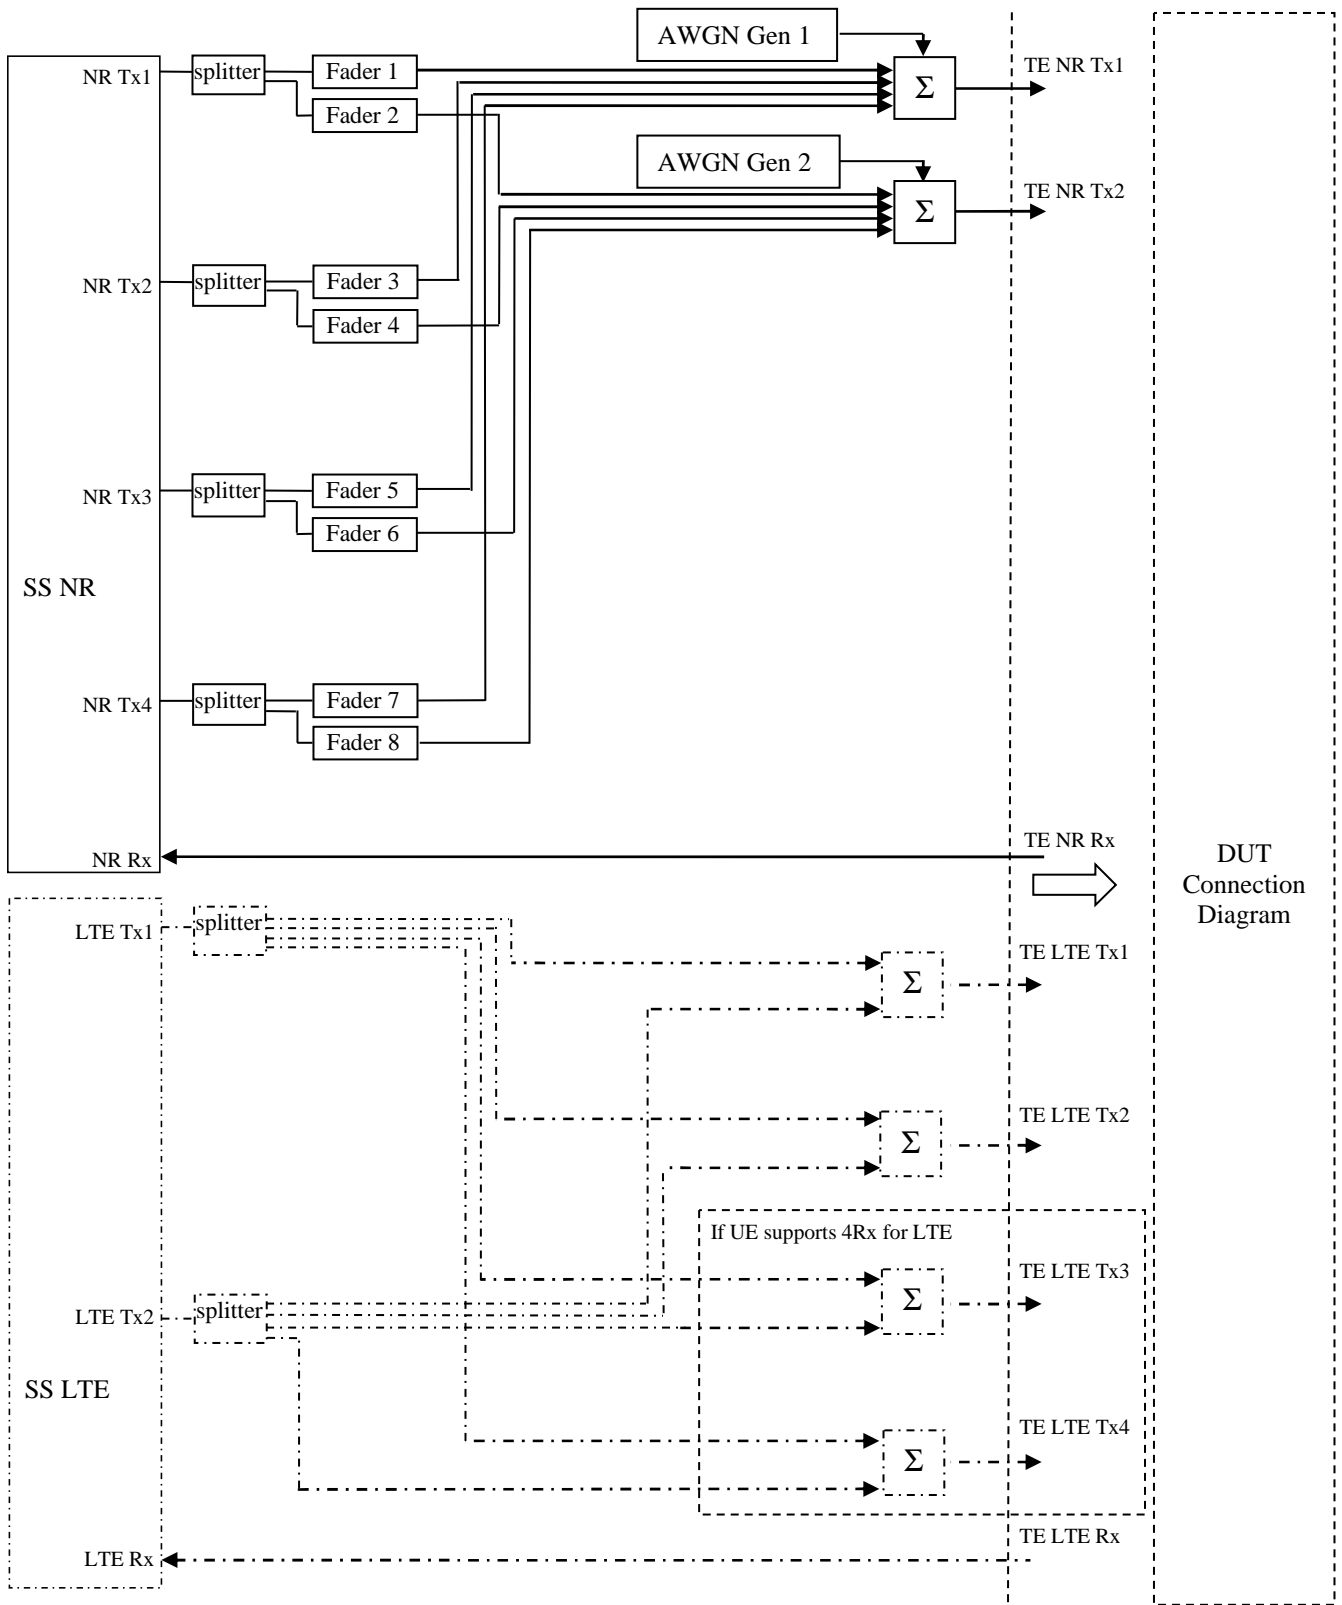 AWGN Gen 1
TE NR Tx1
NR Tx1
splitter
Fader 1
Σ
Fader 2
AWGN Gen 2
TE NR Tx2
Σ
NR Tx2
splitter
Fader 3
Fader 4
NR Tx3
splitter
Fader 5
Fader 6
SS NR
NR Tx4
splitter
Fader 7
Fader 8
TE NR Rx
NR Rx
DUT
Connection
Diagram
LTE Tx1
splitter
TE LTE Tx1
Σ
TE LTE Tx2
Σ
If UE supports 4Rx for LTE
TE LTE Tx3
Σ
LTE Tx2
splitter
SS LTE
TE LTE Tx4
Σ
TE LTE Rx
LTE Rx